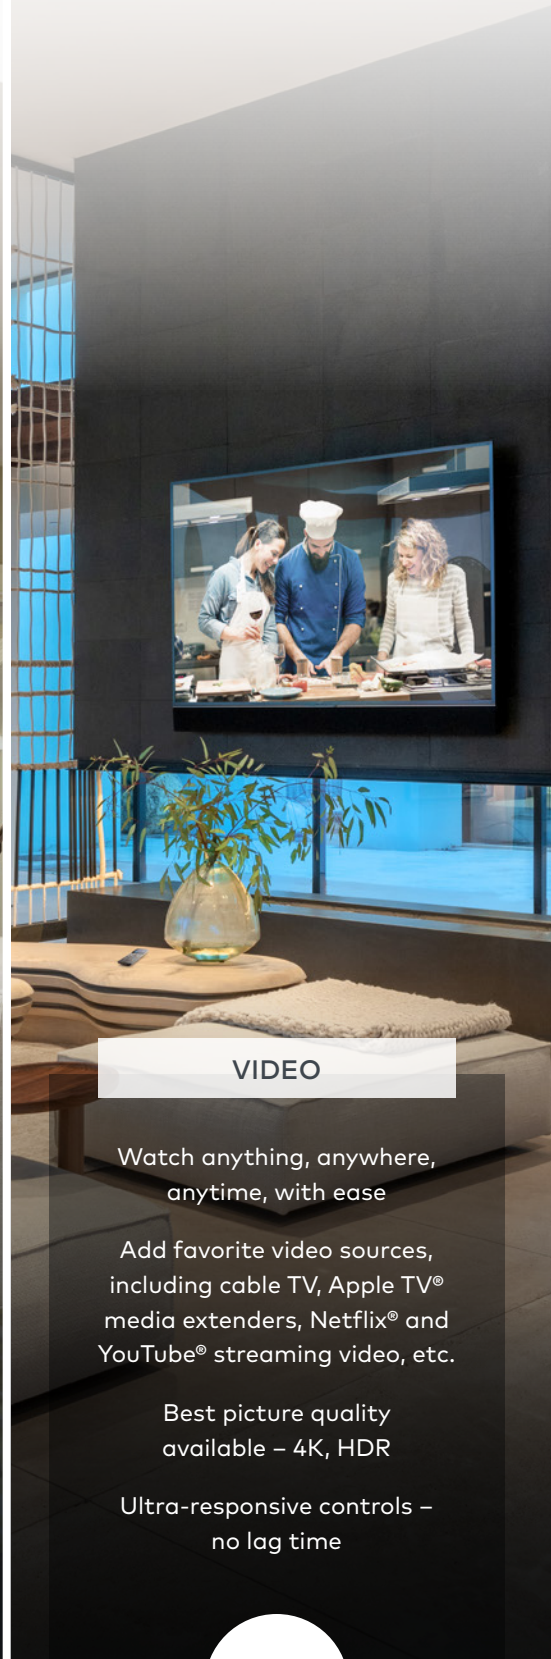 VIDEO
Watch anything, anywhere,
anytime, with ease
Add favorite video sources,
including cable TV, Apple TV®
media extenders, Netflix® and
YouTube® streaming video, etc.
Best picture quality
available – 4K, HDR
Ultra-responsive controls –
no lag time